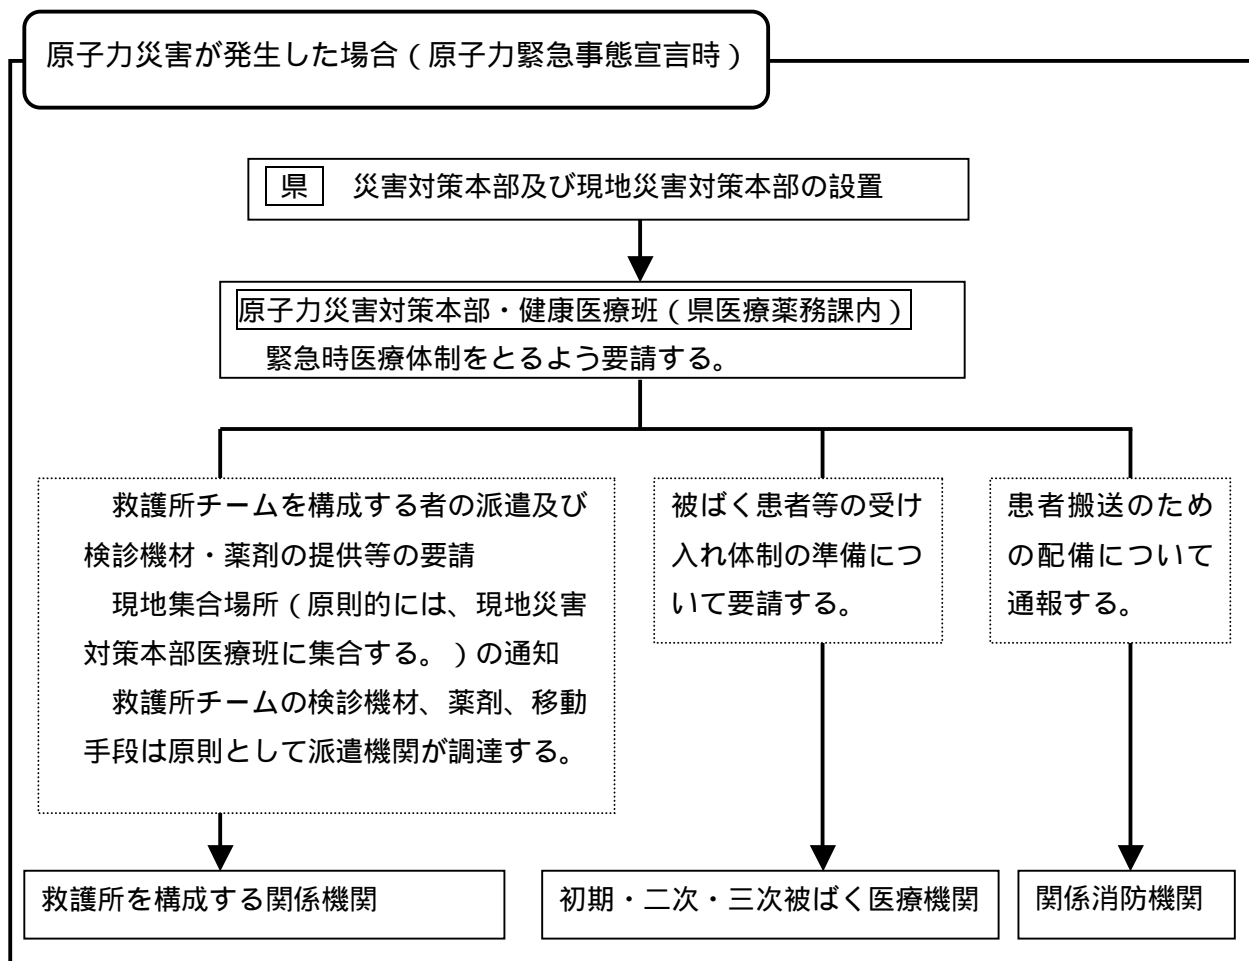 原子力災害が発生した場合（原子力緊急事態宣言時）
県　災害対策本部及び現地災害対策本部の設置
原子力災害対策本部・健康医療班（県医療薬務課内）
緊急時医療体制をとるよう要請する。
救護所チームを構成する者の派遣及び
検診機材・薬剤の提供等の要請
現地集合場所（原則的には、現地災害
対策本部医療班に集合する。）の通知
救護所チームの検診機材、薬剤、移動
手段は原則として派遣機関が調達する。
被ばく患者等の受け
入れ体制の準備につ
いて要請する。
患者搬送のため
の配備について
通報する。
救護所を構成する関係機関
初期・二次・三次被ばく医療機関
関係消防機関